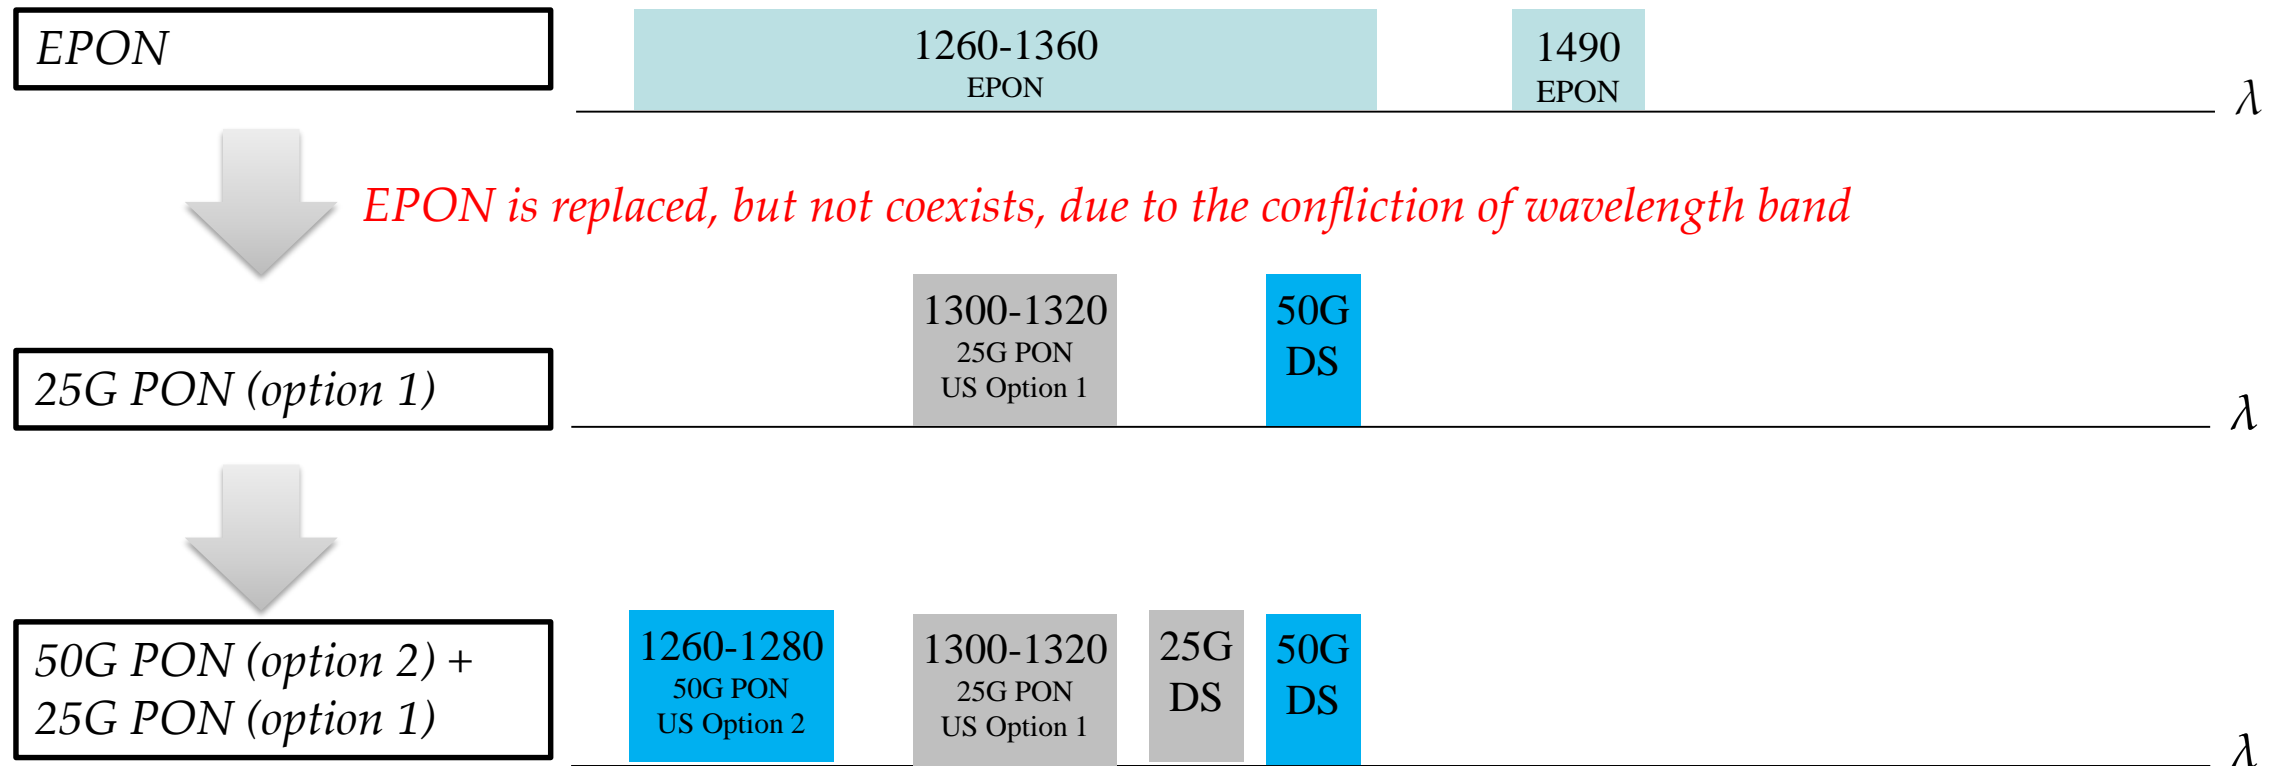 EPON
1260-1360
EPON
1490
EPON
λ
EPON is replaced, but not coexists, due to the confliction of wavelength band
25G PON (option 1)
1300-1320
25G PON
US Option 1
50G
DS
λ
50G PON (option 2) +
25G PON (option 1)
1260-1280
50G PON
US Option 2
1300-1320
25G PON
US Option 1
25G
DS
50G
DS
λ